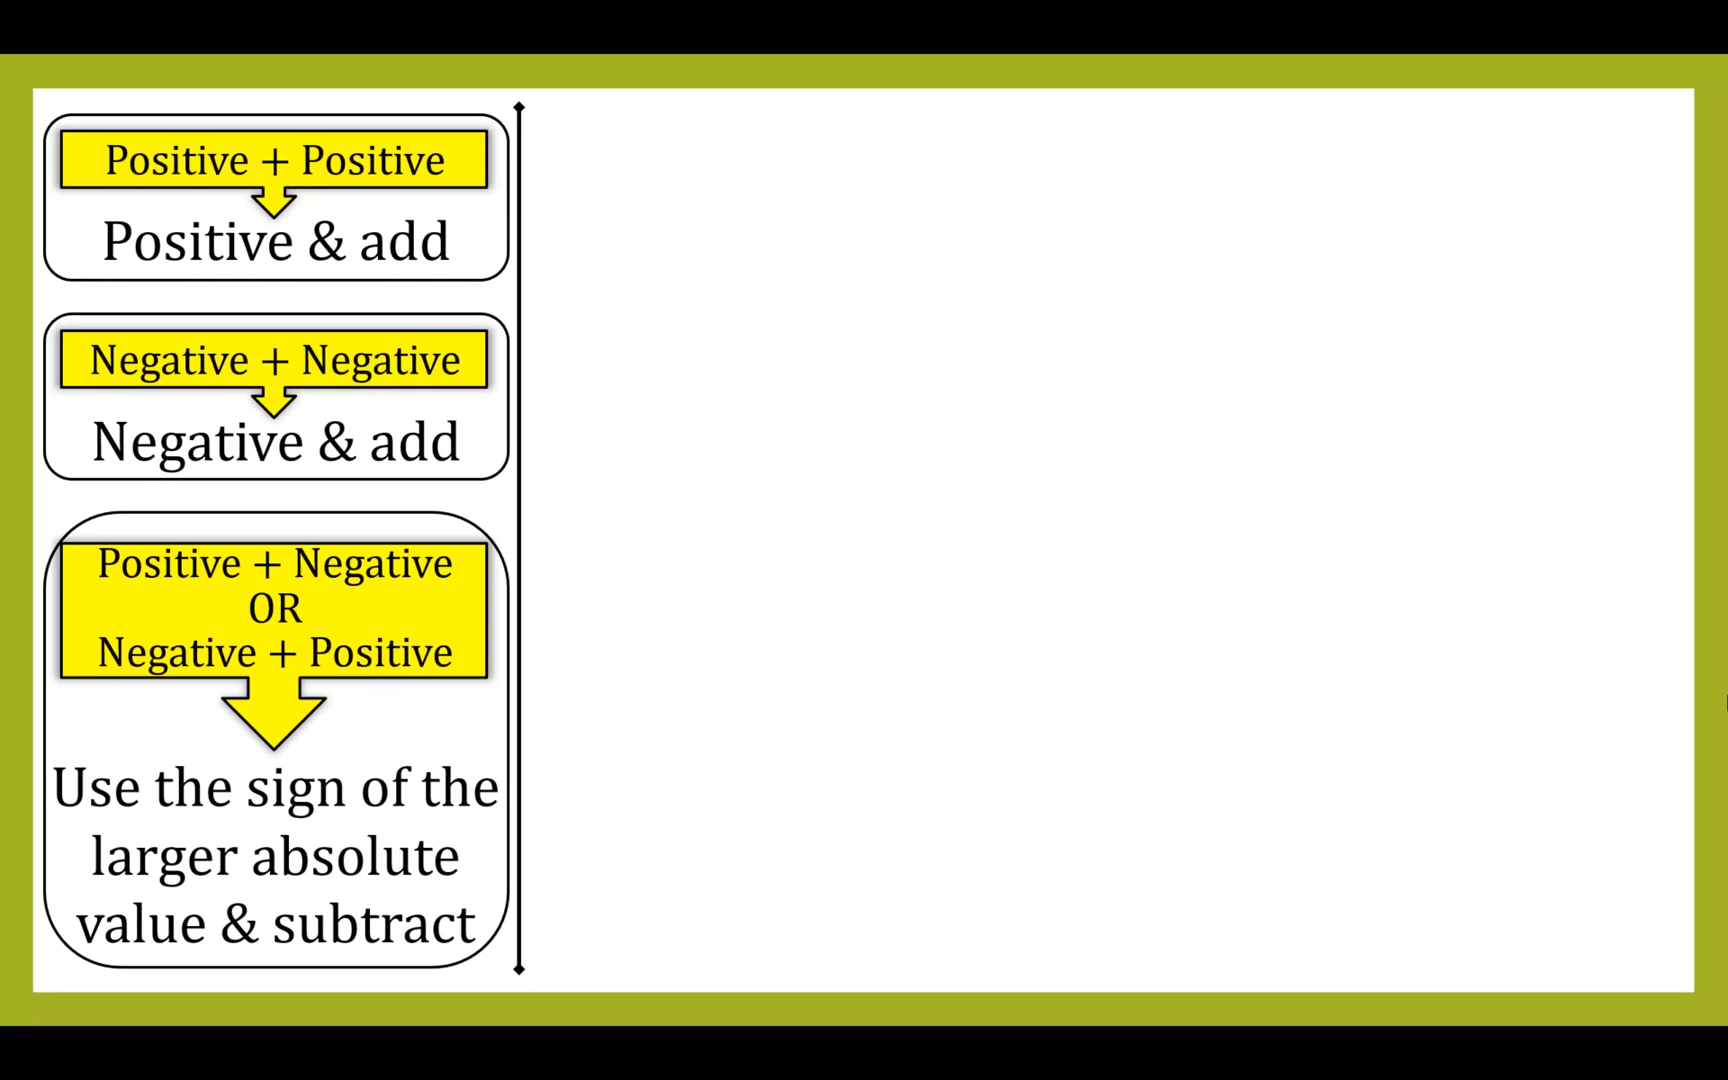 Positive + Positive
Positive & add
Negative + Negative
Negative & add
Positive + Negative
OR
Negative + Positive
Use the sign of the
larger absolute
value & subtract